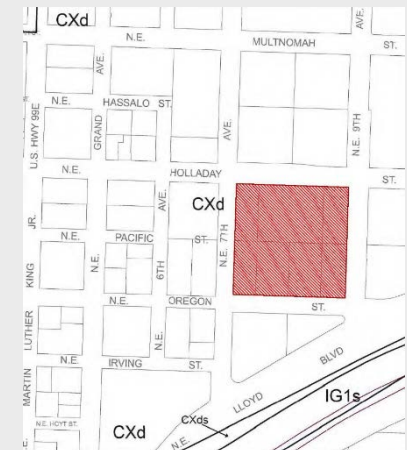 CXd
N.E. MULTNOMAH ST.
AVE.
AVE.
N.E. HASSALO ST.
U.S. HWY 99E
GRAND
AVE.
N.E. 9TH
N.E. HOLLADAY ST.
CXd
JR.
AVE.
N.E. PACIFIC ST.
N.E. 7TH
KING
N.E.
6TH
N.E. OREGON ST.
LUTHER
N.E.
N.E. IRVING ST.
BLVD
MARTIN
LLOYD
IG1s
N.E. HOYT ST.
CXds
CXd
N.E.
E.